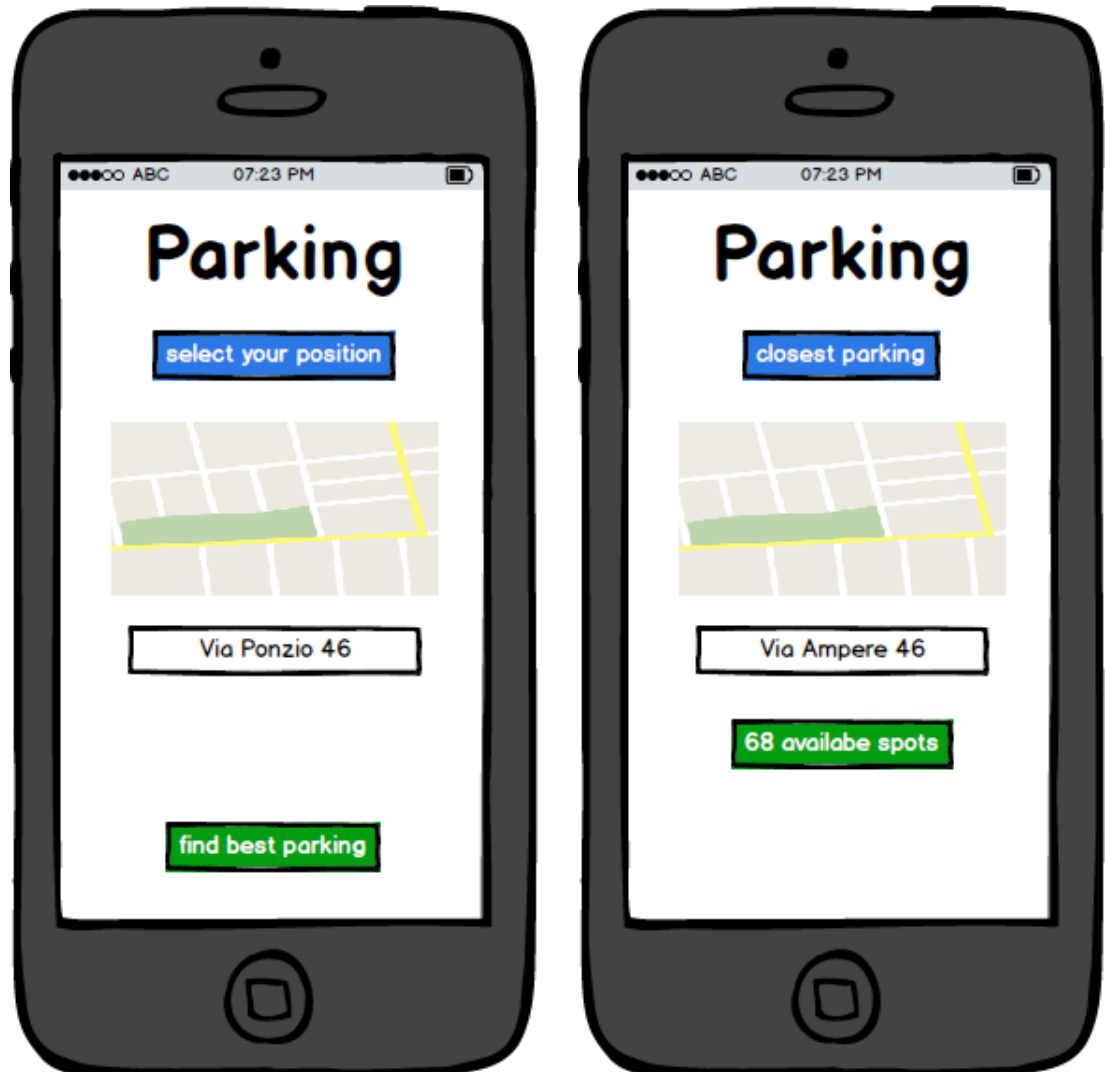 ABC 07:23 PM
Parking
select your position
Via Ponzio 46
find best parking
ABC 07:23 PM
Parking
closest parking
Via Ampere 46
68 availabe spots